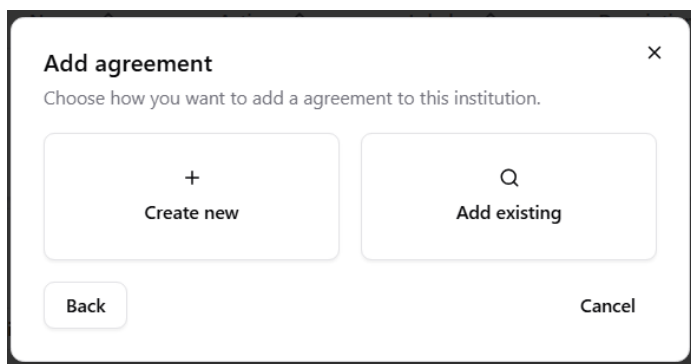 Add agreement
Choose how you want to add a agreement to this institution.
Create new
Add existing
Back
Cancel